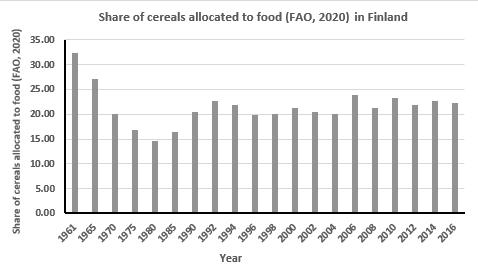 Share of cereals allocated to food (FAO, 2020) in Finland
Share of cereals allocated to food (FAO, 2020)
35.00
30.00
25.00
20.00
15.00
10.00
5.00
0.00
1961 1965 1970 1975 1980 1985 1990 1992 1994 1996 1998 2000 2002 2004 2006 2008 2010 2012 2014 2016
Year